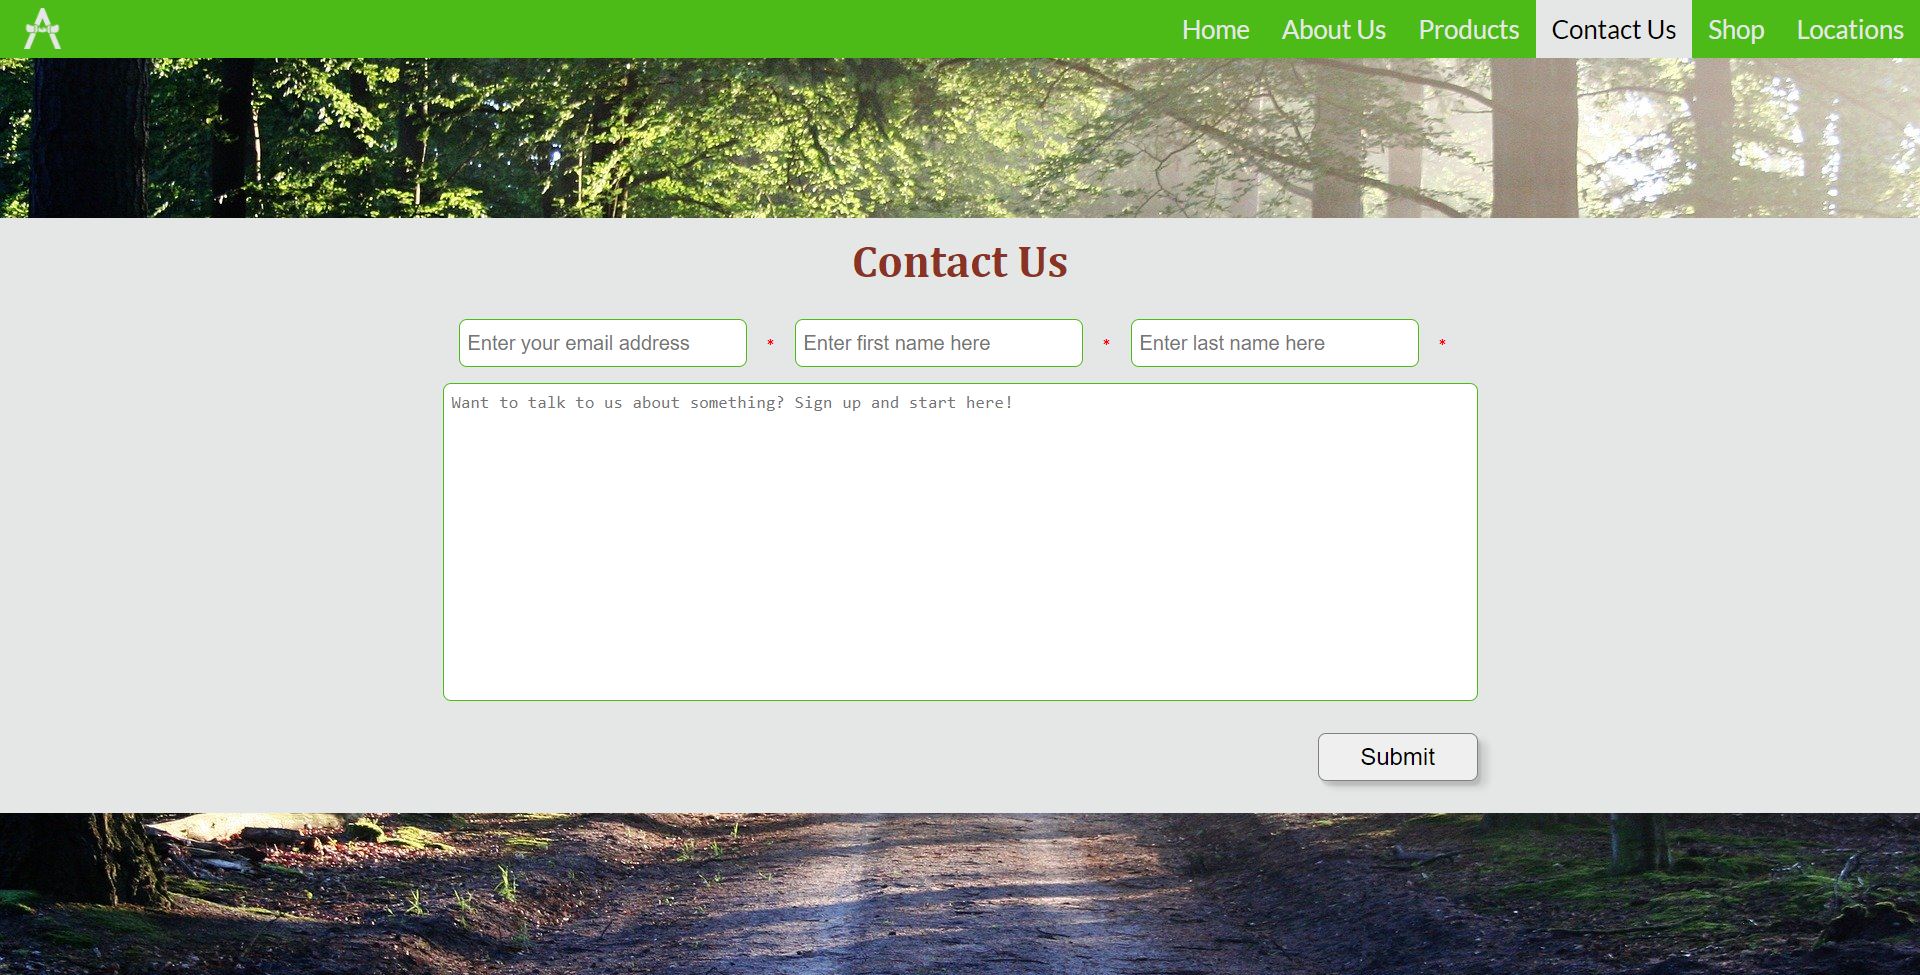 Home About Us Products Contact Us Shop Locations
Contact Us
Enter your email address * Enter first name here * Enter last name here *
Want to talk to us about something? Sign up and start here!
Submit